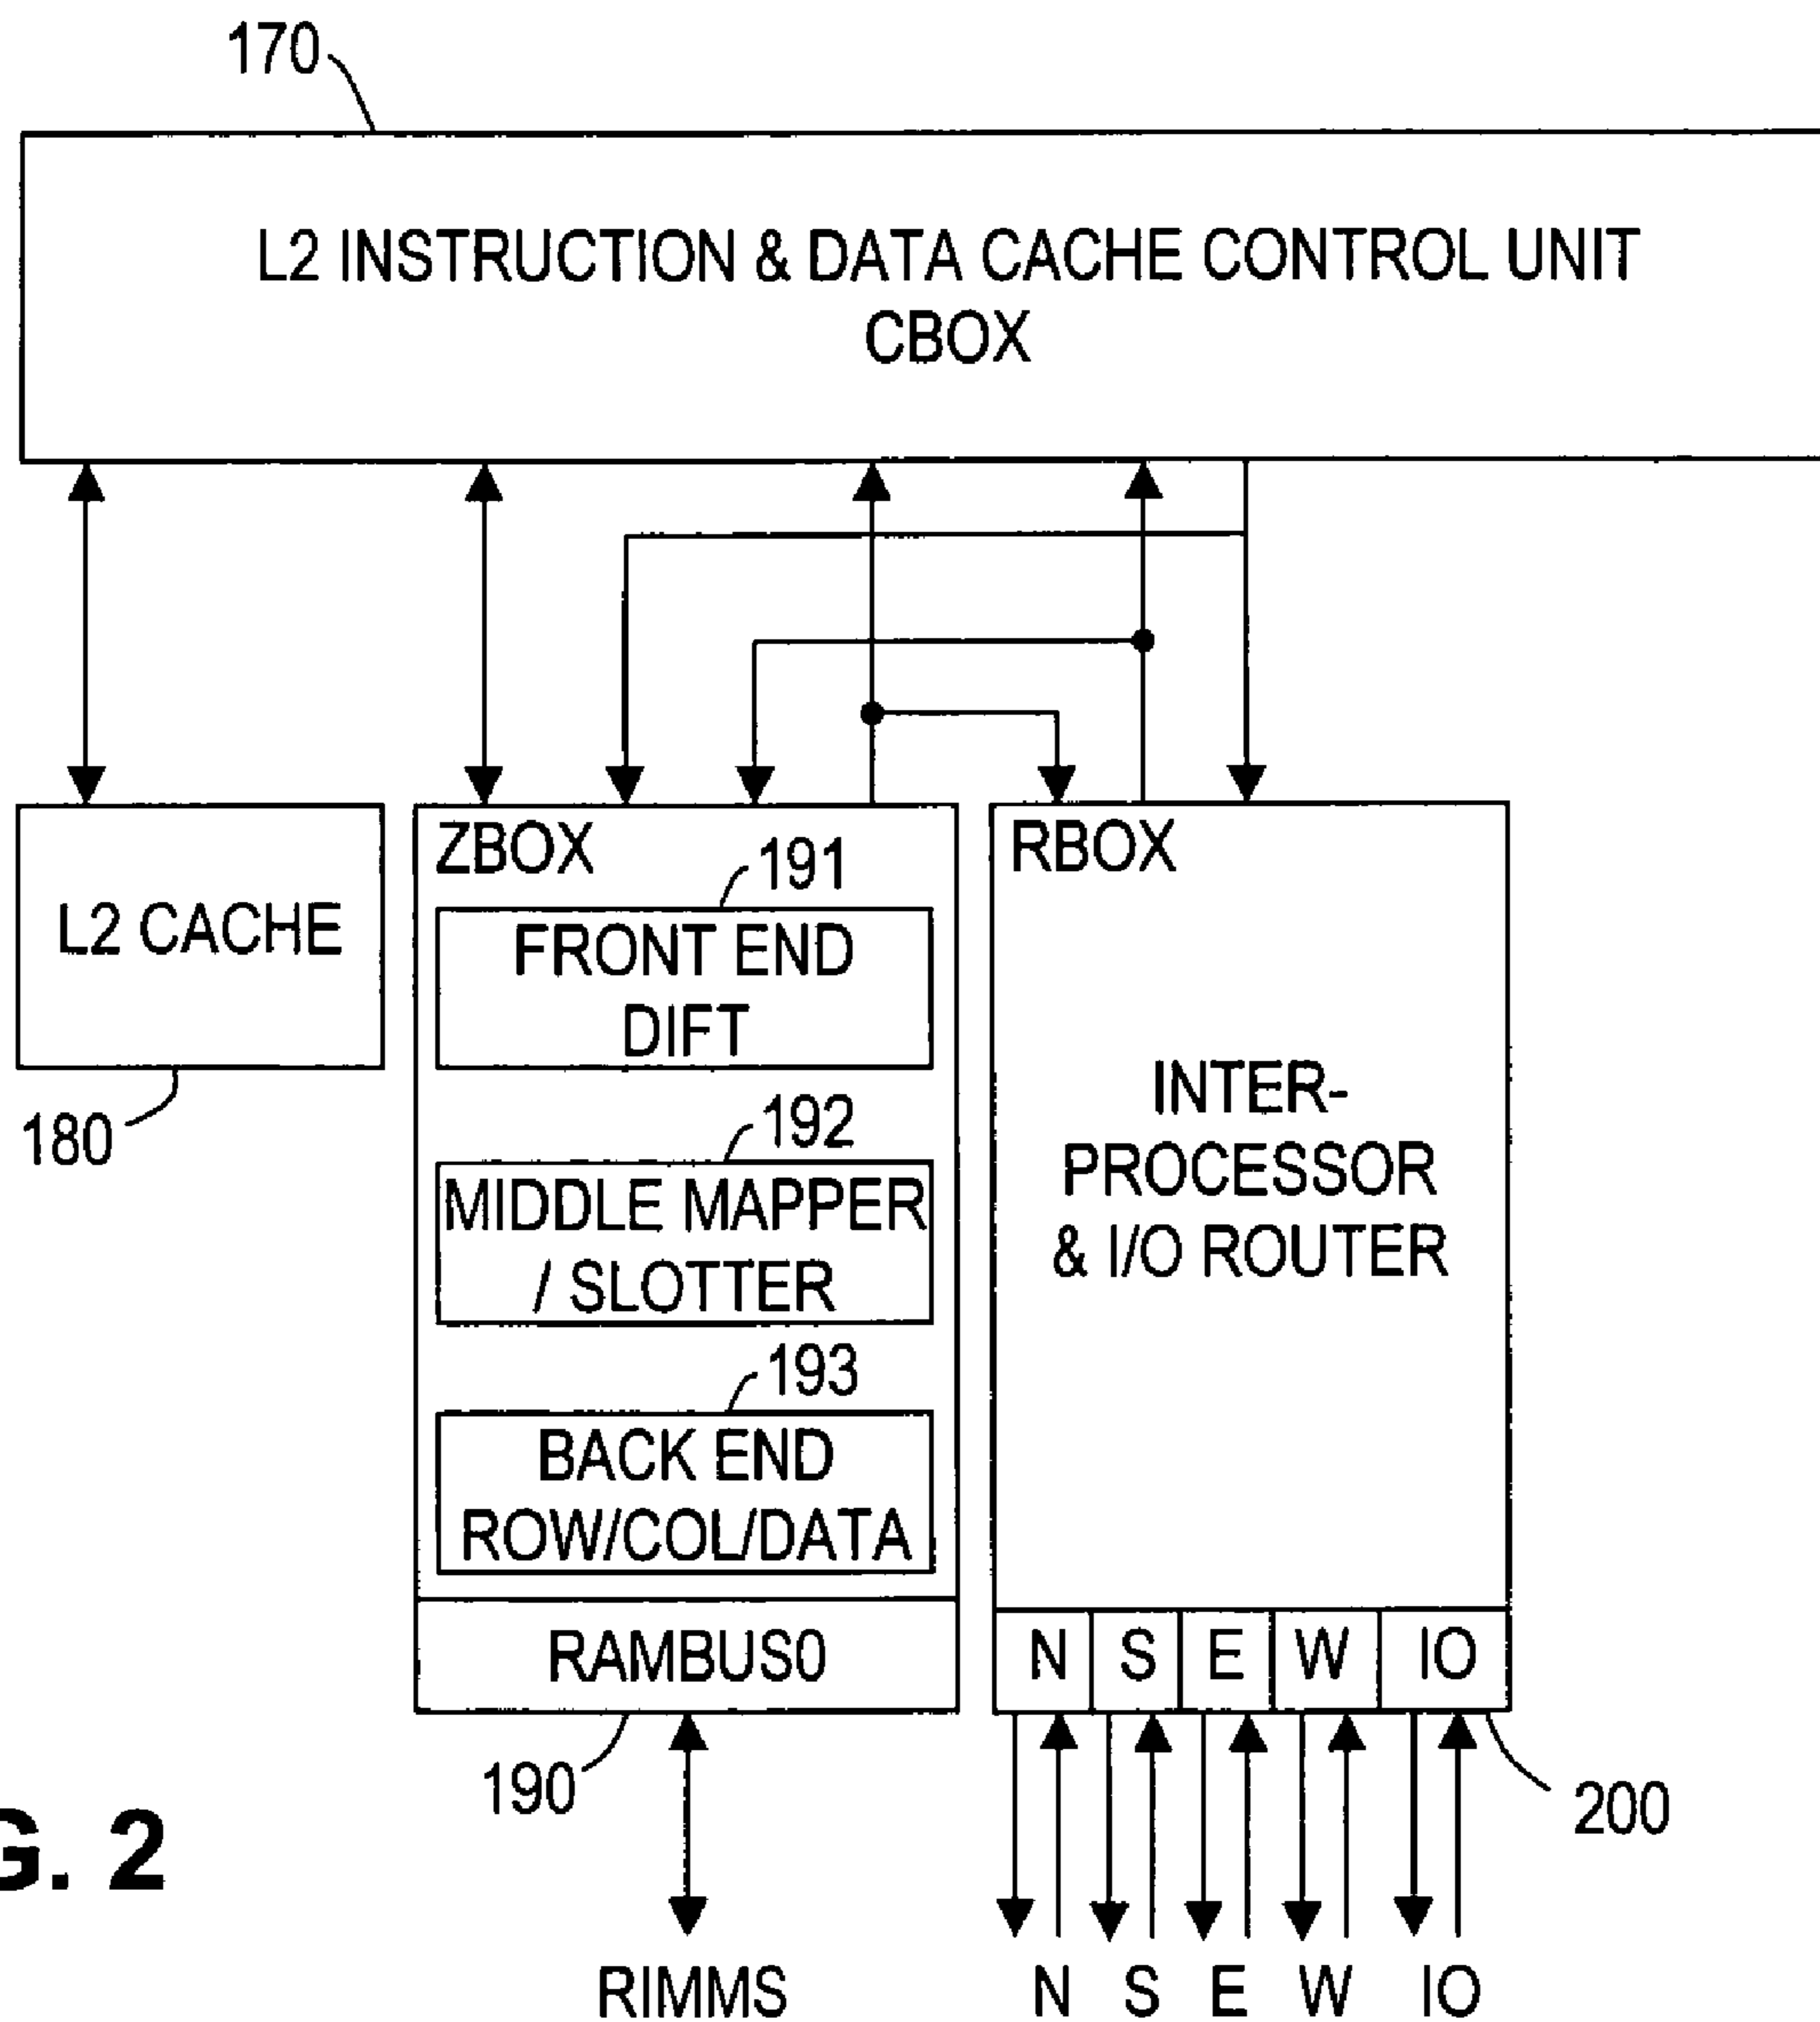 170
L2 INSTRUCTION & DATA CACHE CONTROL UNIT
CBOX
L2 CACHE
180
ZBOX
191
FRONT END
DIFT
192
MIDDLE MAPPER
/ SLOTTER
193
BACK END
ROW/COL/DATA
RAMBUS0
190
RIMMS
RBOX
INTER-
PROCESSOR
& I/O ROUTER
N S E W IO
200
N S E W IO
G. 2